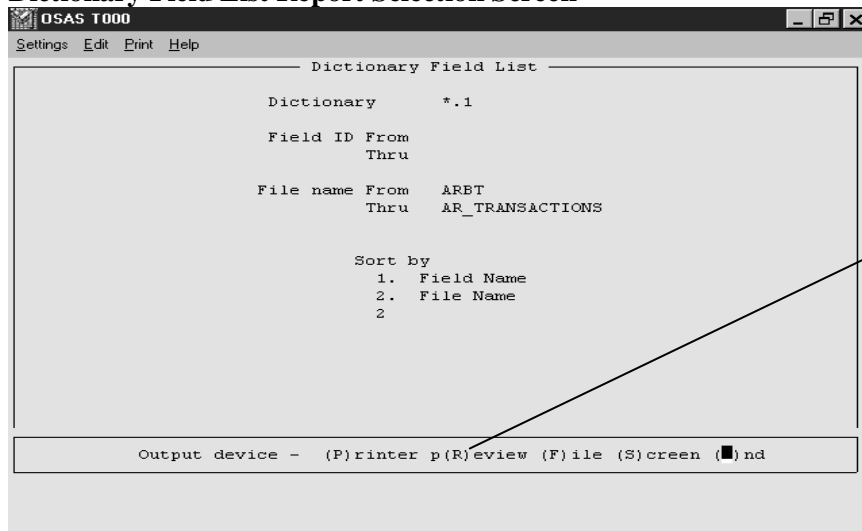 Dictionary Field List Report Selection Screen
OSAS T000
Settings Edit Print Help
Dictionary Field List
Dictionary *.1
Field ID From
Thru
File name From ARBT
Thru AR_TRANSACTIONS
Sort by
1. Field Name
2. File Name
2
Output device - (P)rinter p(R)eview (F)ile (S)creen ( )nd